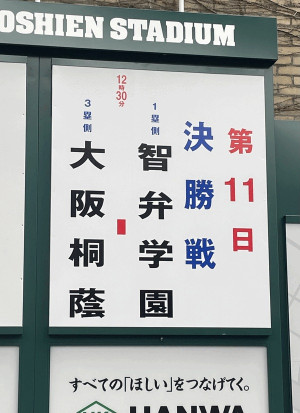 OSHIEN STADIUM
第11日
決勝戦
1塁側
智弁学園
12時30分
3塁側
大阪桐蔭
すべての「ほしい」をつなげてく。
HANWA